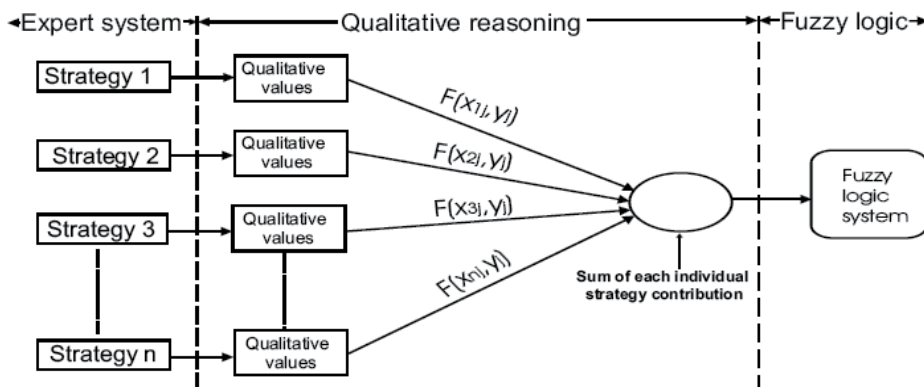 Expert system
Qualitative reasoning
Fuzzy logic
Strategy 1
Qualitative
values
F(x1j,yj)
Strategy 2
Qualitative
values
F(x2j,yj)
Strategy 3
Qualitative
values
F(x3j,yj)
Fuzzy
logic
system
F(xnj,yj)
Sum of each individual
strategy contribution
Strategy n
Qualitative
values